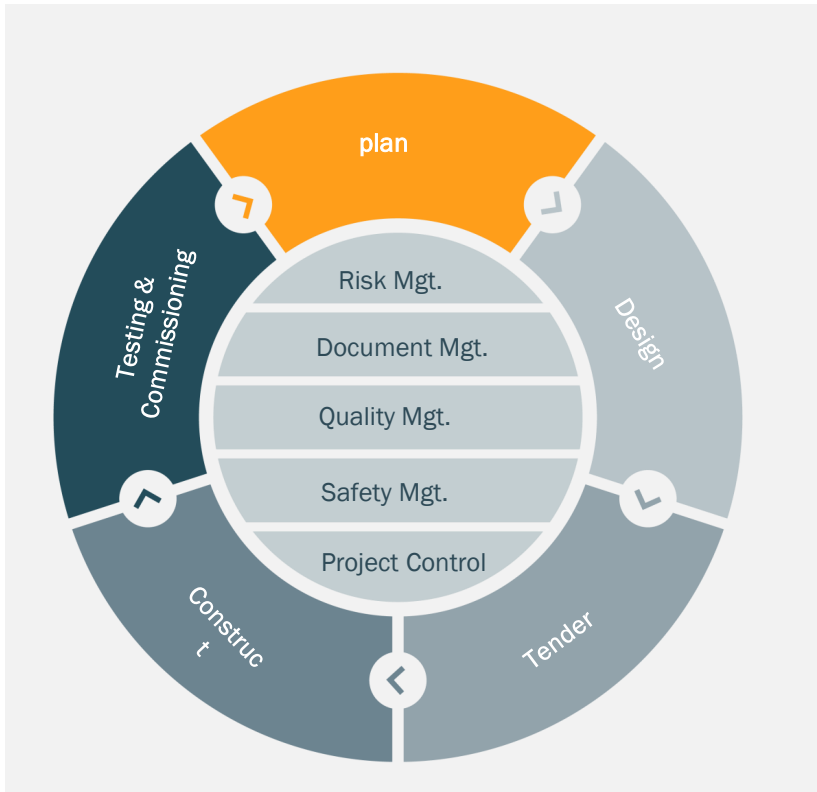 plan
Design
Tender
Construc
t
Testing &
Commissioning
Risk Mgt.
Document Mgt.
Quality Mgt.
Safety Mgt.
Project Control